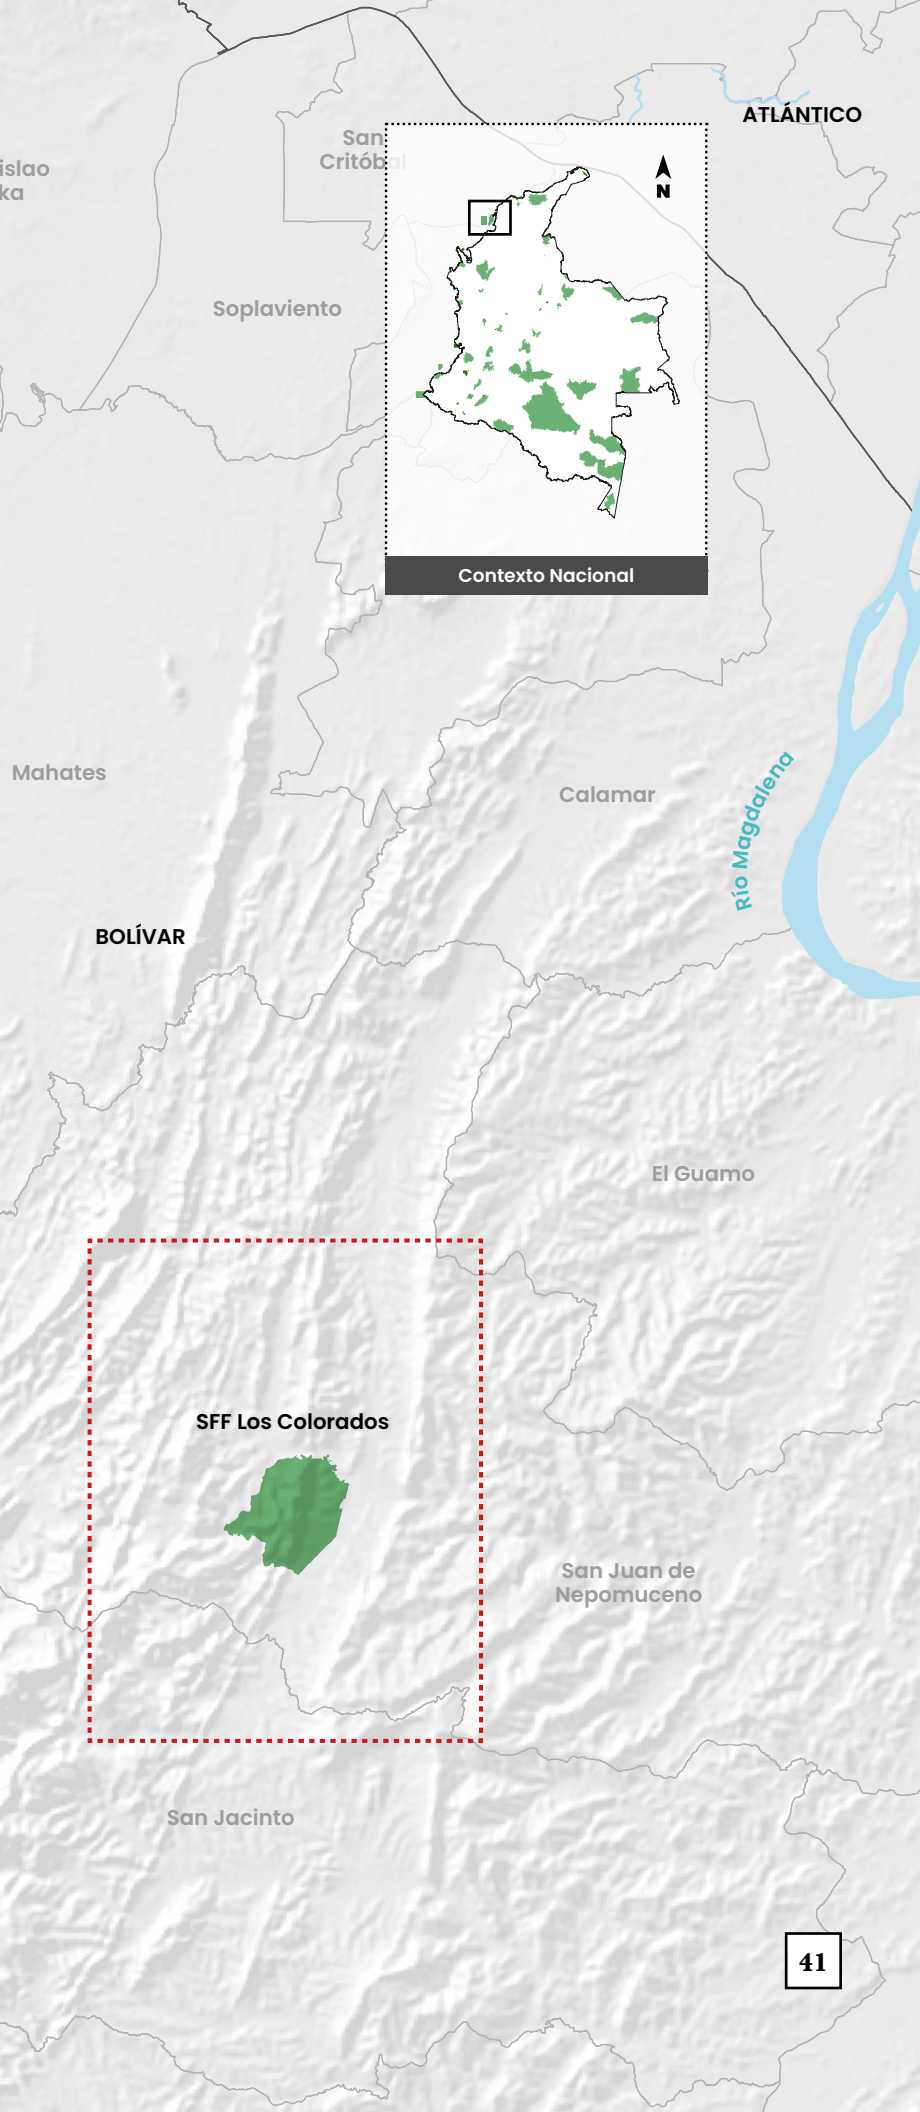 ATLÁNTICO
San
Critóbal
islao
ka
N
Soplaviento
Contexto Nacional
Mahates
Calamar
Río Magdalena
BOLÍVAR
El Guamo
SFF Los Colorados
San Juan de
Nepomuceno
San Jacinto
41